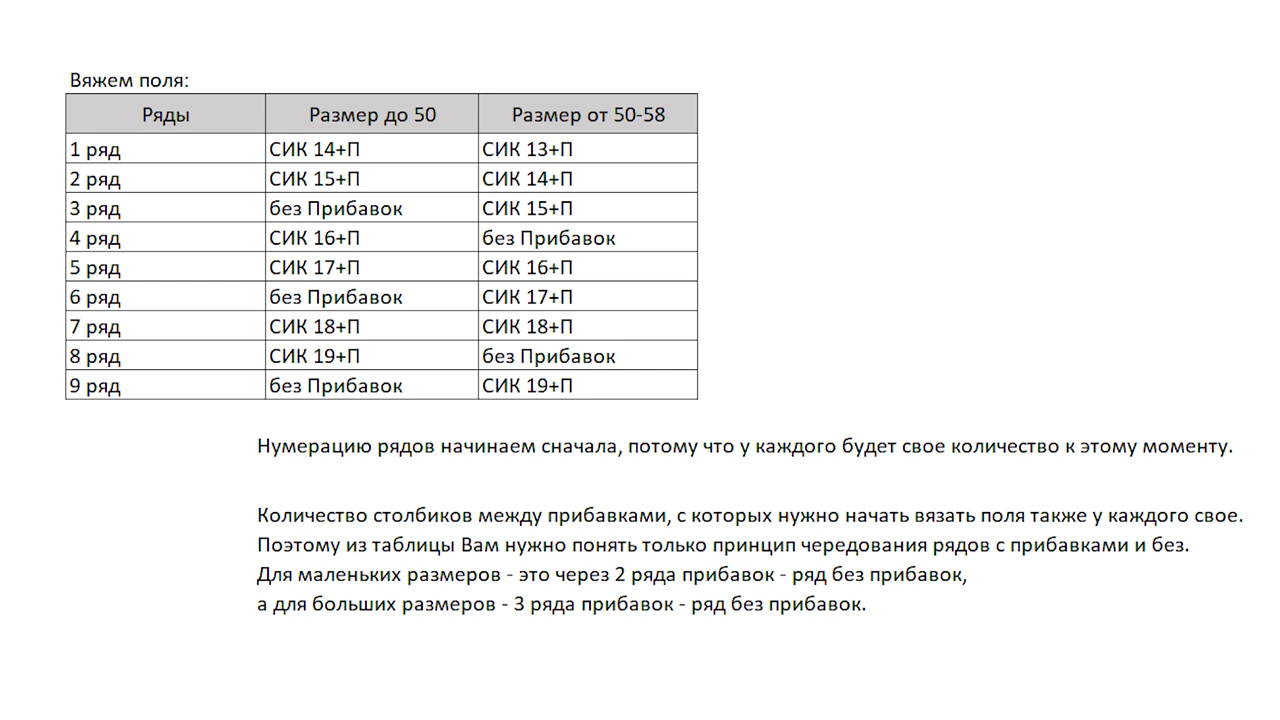 Вяжем поля:
Ряды Размер до 50 Размер от 50-58
1 ряд СИК 14+П СИК 13+П
2 ряд СИК 15+П СИК 14+П
3 ряд без Прибавок СИК 15+П
4 ряд СИК 16+П без Прибавок
5 ряд СИК 17+П СИК 16+П
6 ряд без Прибавок СИК 17+П
7 ряд СИК 18+П СИК 18+П
8 ряд СИК 19+П без Прибавок
9 ряд без Прибавок СИК 19+П
Нумерацию рядов начинаем сначала, потому что у каждого будет свое количество к этому моменту.
Количество столбиков между прибавками, с которых нужно начать вязать поля также у каждого свое.
Поэтому из таблицы Вам нужно понять только принцип чередования рядов с прибавками и без.
Для маленьких размеров - это через 2 ряда прибавок - ряд без прибавок,
а для больших размеров - 3 ряда прибавок - ряд без прибавок.